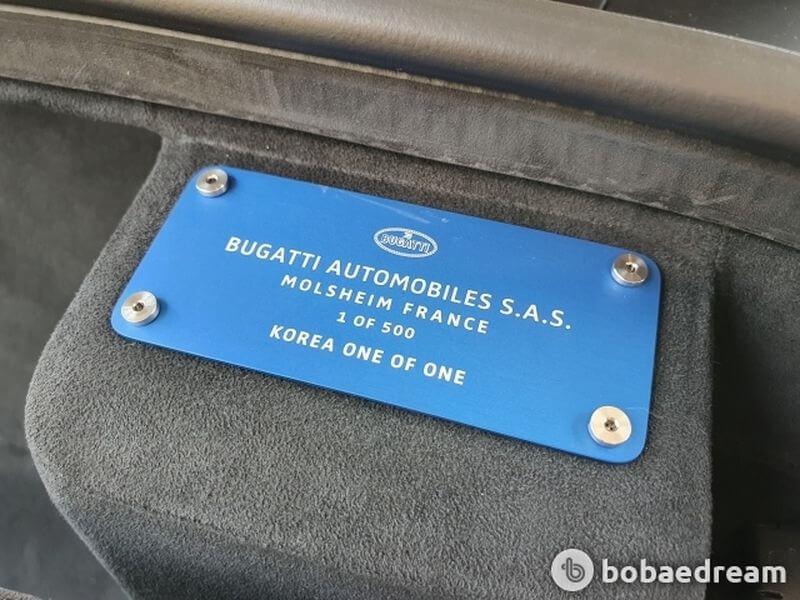 BUGATTI
BUGATTI AUTOMOBILES S.A.S.
MOLSHEIM FRANCE
1 OF 500
KOREA ONE OF ONE
b bobaedream